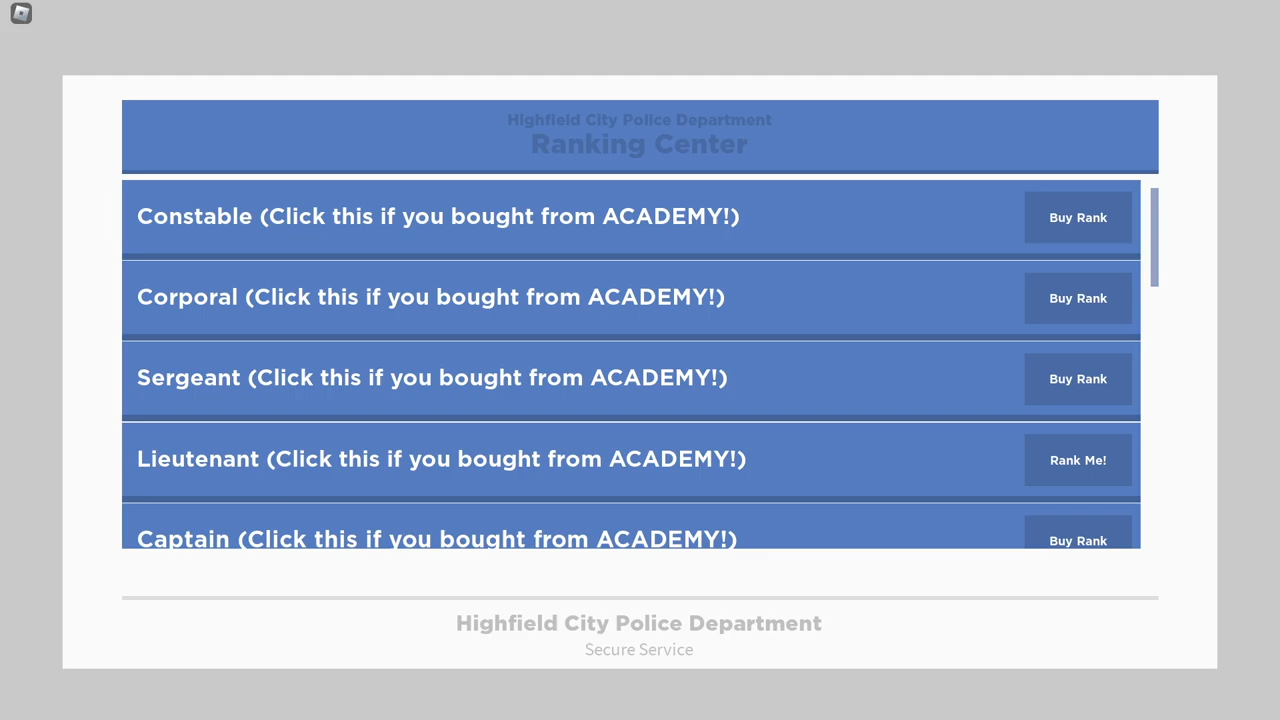 Highfield City Police Department
Ranking Center
Constable (Click this if you bought from ACADEMY!)
Buy Rank
Corporal (Click this if you bought from ACADEMY!)
Buy Rank
Sergeant (Click this if you bought from ACADEMY!)
Buy Rank
Lieutenant (Click this if you bought from ACADEMY!)
Rank Me!
Captain (Click this if you bought from ACADEMY!)
Buy Rank
Highfield City Police Department
Secure Service